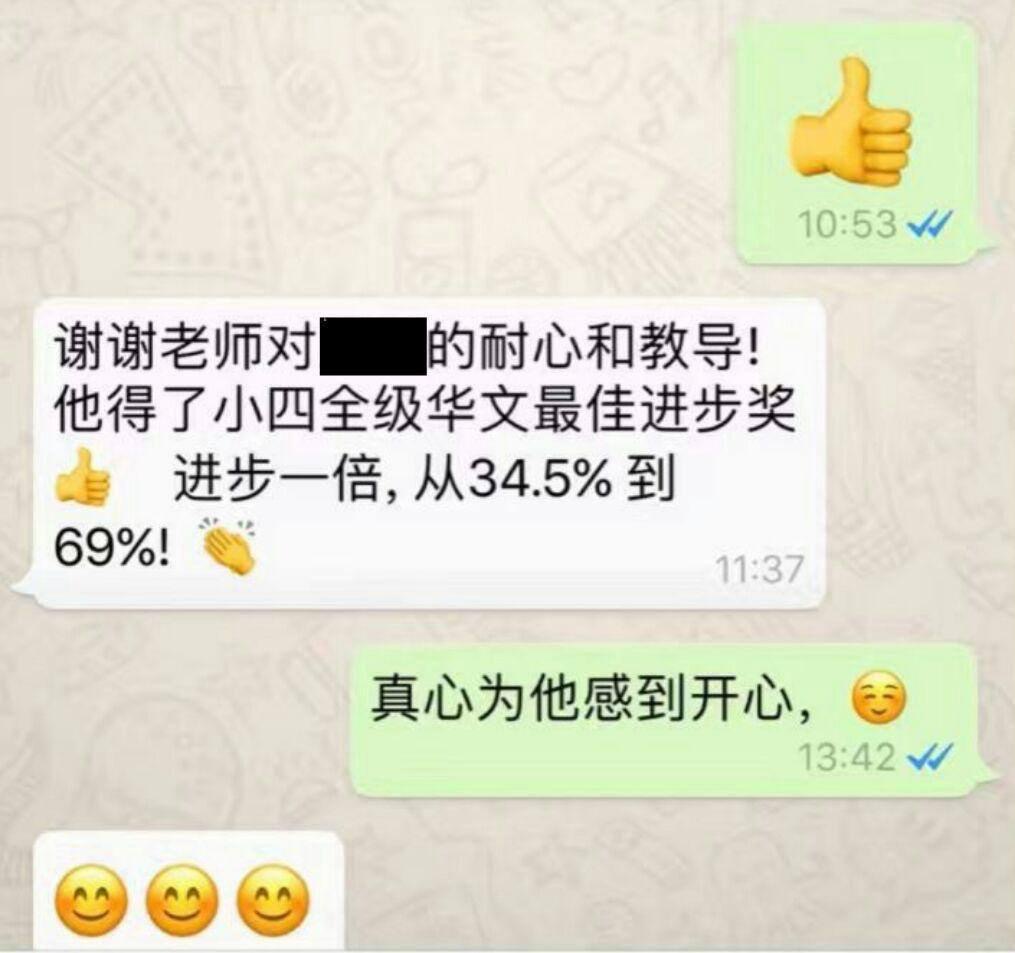 10:53
谢谢老师对 的耐心和教导!
他得了小四全级华文最佳进步奖
👍 进步一倍, 从34.5% 到
69%! 👏
11:37
真心为他感到开心， ☺️
13:42
😊😊😊